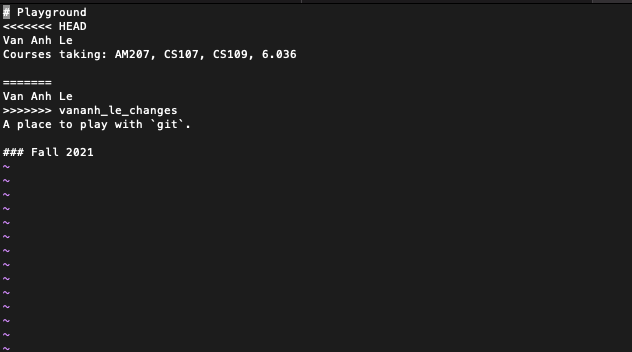 # Playground
<<<<<<< HEAD
Van Anh Le
Courses taking: AM207, CS107, CS109, 6.036
=======
Van Anh Le
>>>>>>> vananh_le_changes
A place to play with `git`.
### Fall 2021
~
~
~
~
~
~
~
~
~
~
~
~
~
~